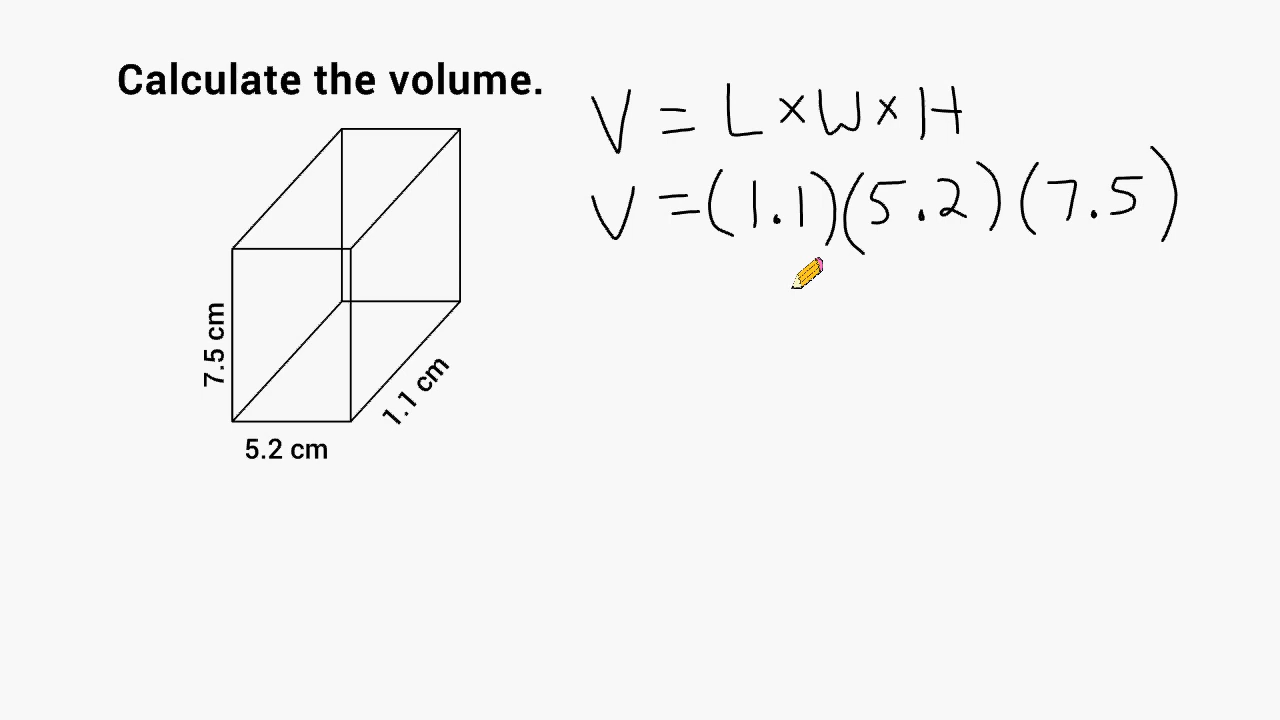 Calculate the volume.
V = L × W × H
V = (1.1)(5.2)(7.5)
7.5 cm
1.1 cm
5.2 cm